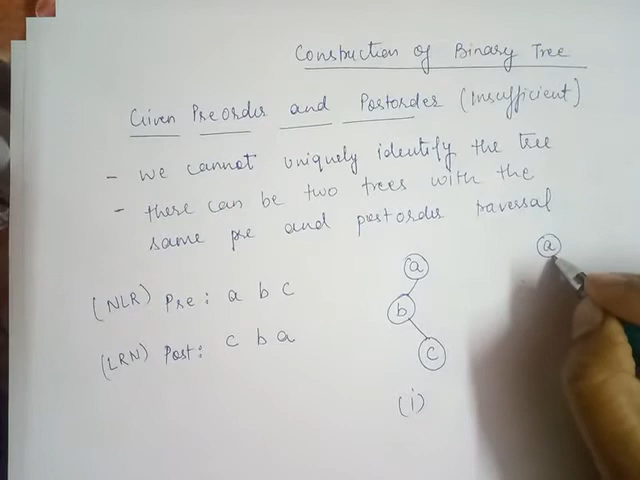 Construction of Binary Tree
Given Preorder and Postorder (Insufficient)
- we cannot uniquely identify the tree
- there can be two trees with the
same pre and postorder traversal
a
a
(NLR) Pre: a b c
b
(LRN) Post: c b a
c
(i)